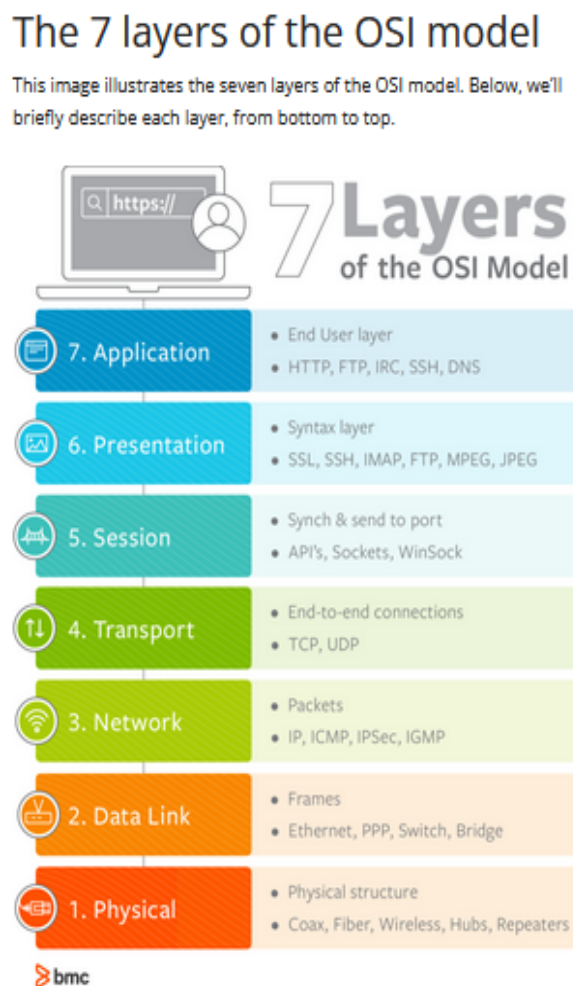 The 7 layers of the OSI model
This image illustrates the seven layers of the OSI model. Below, we'll
briefly describe each layer, from bottom to top.
https://
7 Layers
of the OSI Model
7. Application
• End User layer
• HTTP, FTP, IRC, SSH, DNS
6. Presentation
• Syntax layer
• SSL, SSH, IMAP, FTP, MPEG, JPEG
5. Session
• Synch & send to port
• API's, Sockets, WinSock
4. Transport
• End-to-end connections
• TCP, UDP
3. Network
• Packets
• IP, ICMP, IPSec, IGMP
2. Data Link
• Frames
• Ethernet, PPP, Switch, Bridge
1. Physical
• Physical structure
• Coax, Fiber, Wireless, Hubs, Repeaters
bmc